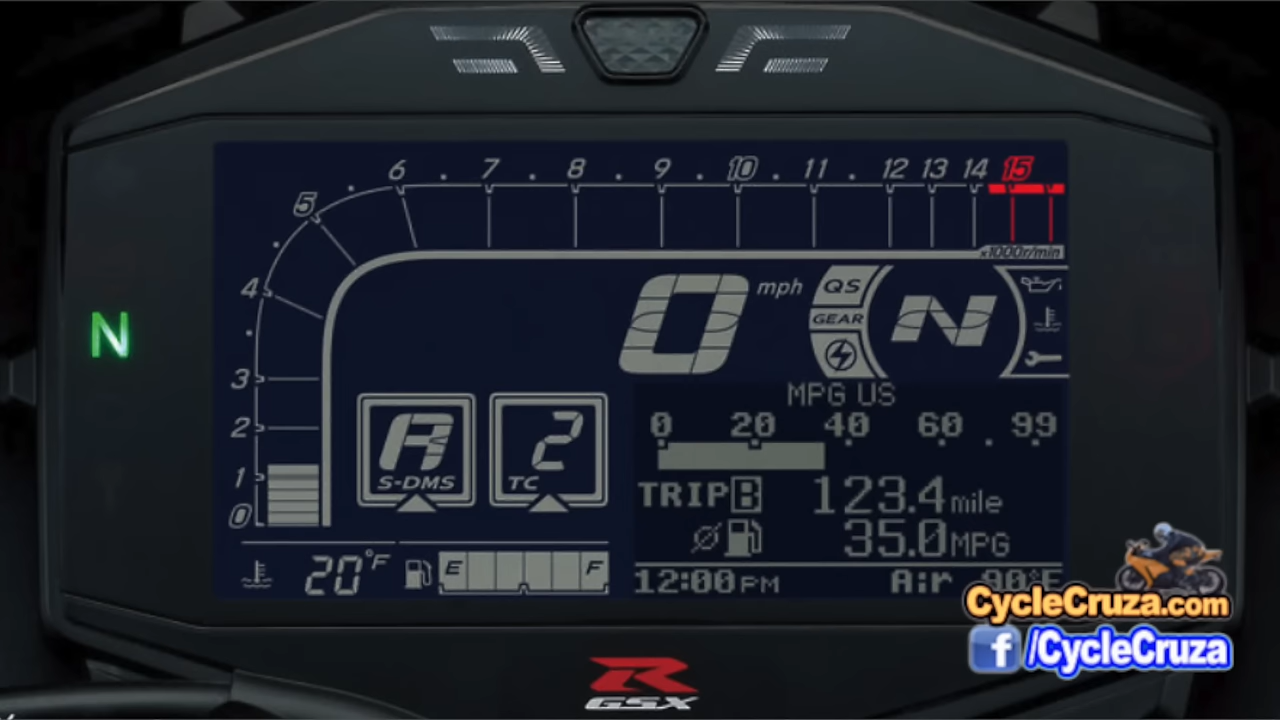 6 7 8 9 10 11 12 13 14 15
5
x1000r/min
4
0 mph
QS
GEAR
N
N
3
MPG US
2
0 20 40 60 99
A
S-DMS
2
TC
1
TRIP B 123.4 mile
0
35.0 MPG
20°F
E F
12:00 PM Air 90°F
CycleCruza.com
f /CycleCruza
R
GSX